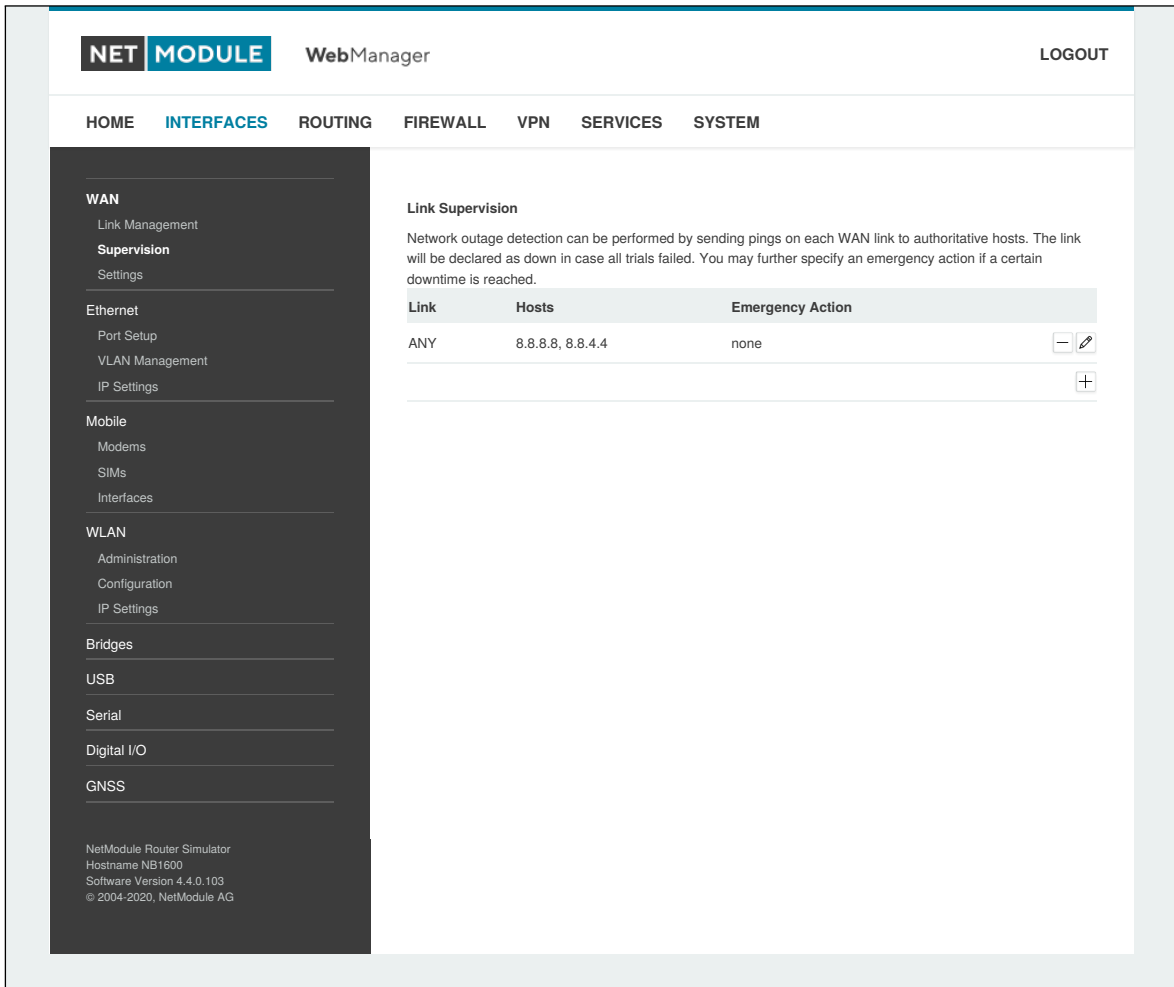 NET MODULE WebManager LOGOUT
HOME INTERFACES ROUTING FIREWALL VPN SERVICES SYSTEM
WAN
Link Management
Supervision
Settings
Ethernet
Port Setup
VLAN Management
IP Settings
Mobile
Modems
SIMs
Interfaces
WLAN
Administration
Configuration
IP Settings
Bridges
USB
Serial
Digital I/O
GNSS
NetModule Router Simulator
Hostname NB1600
Software Version 4.4.0.103
© 2004-2020, NetModule AG
Link Supervision
Network outage detection can be performed by sending pings on each WAN link to authoritative hosts. The link
will be declared as down in case all trials failed. You may further specify an emergency action if a certain
downtime is reached.
Link Hosts Emergency Action
ANY 8.8.8.8, 8.8.4.4 none